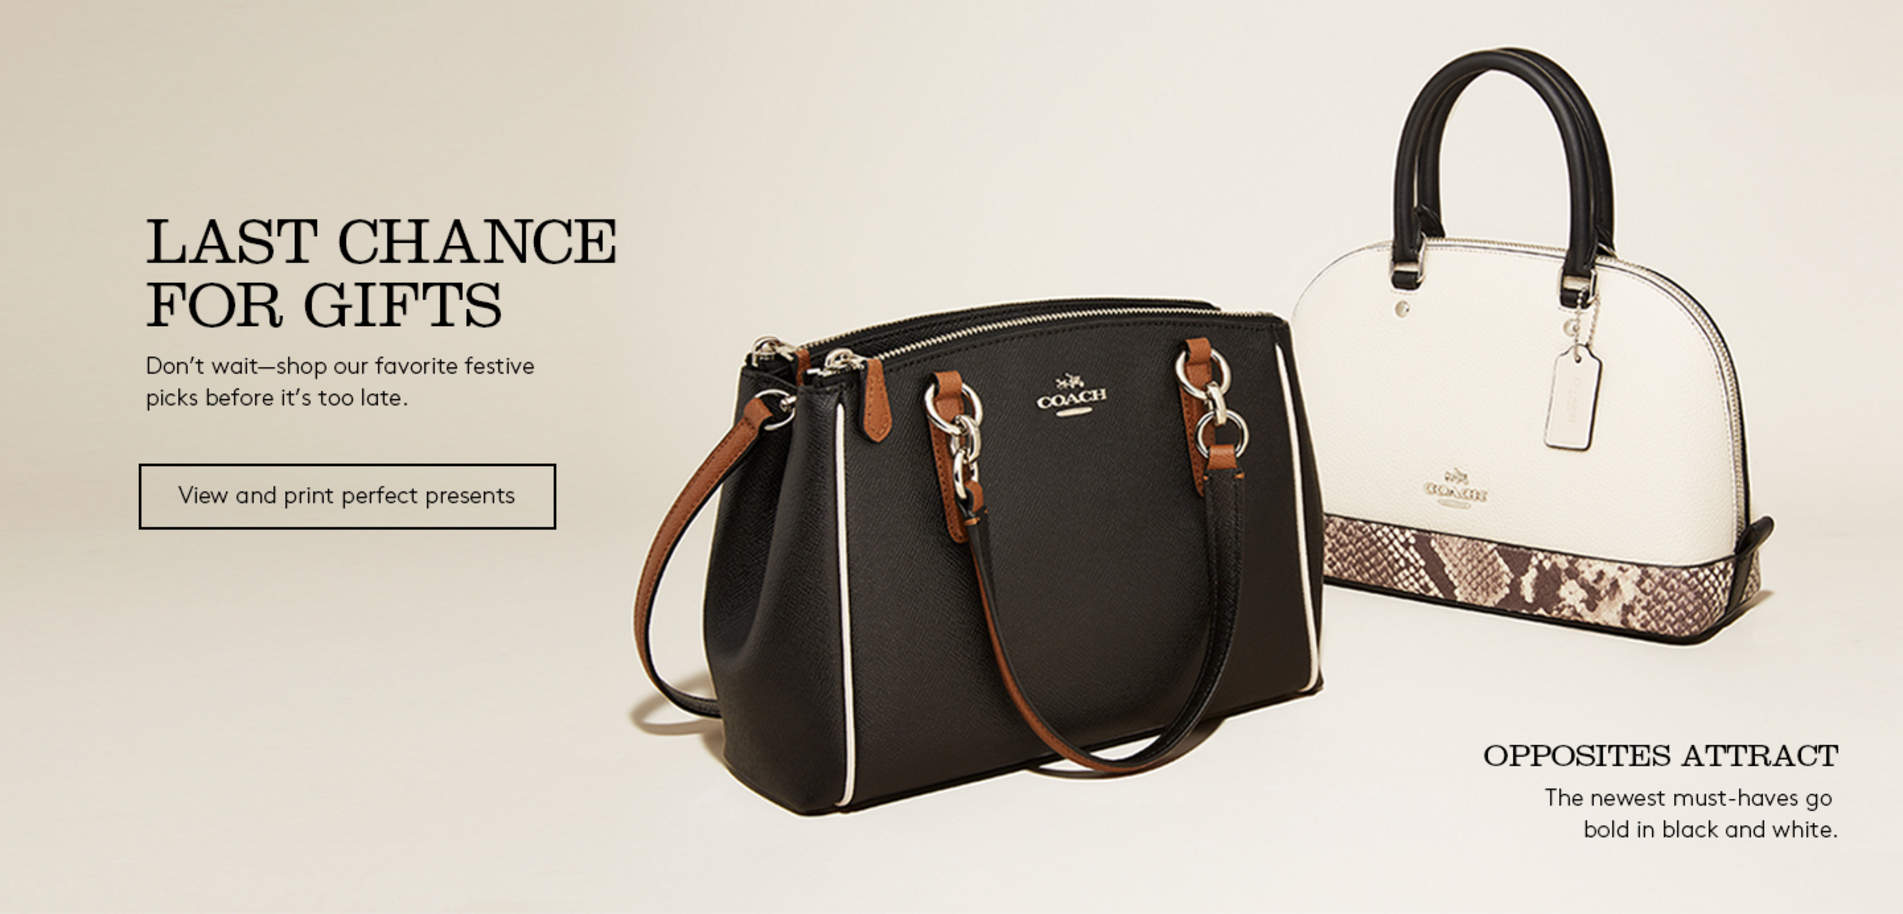 LAST CHANCE
FOR GIFTS
Don't wait—shop our favorite festive
picks before it's too late.
View and print perfect presents
COACH
COACH
OPPOSITES ATTRACT
The newest must-haves go
bold in black and white.